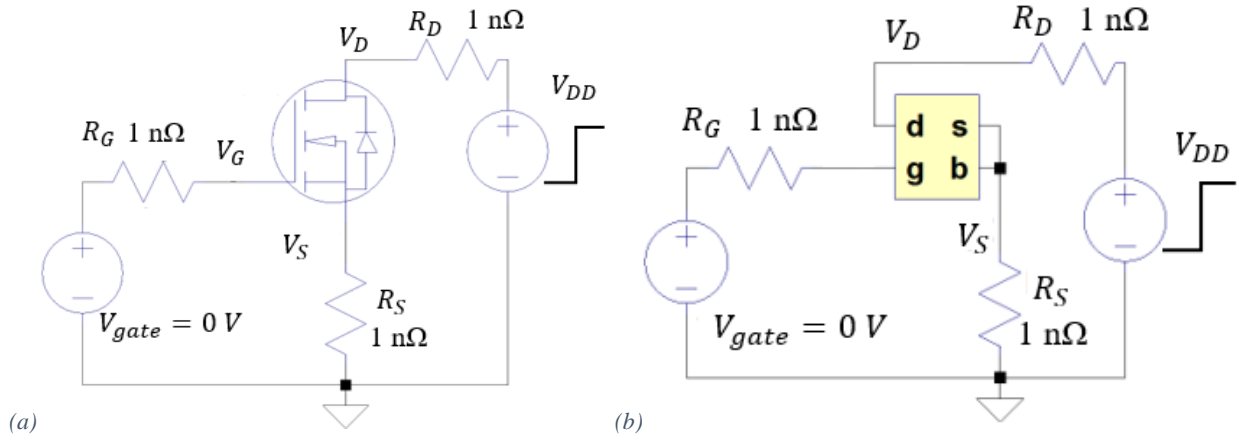 R_D 1 nΩ
V_D
V_DD
R_G 1 nΩ
V_G
+
−
+
−
V_S
R_S
1 nΩ
V_gate = 0 V
(a)
R_D 1 nΩ
V_D
R_G 1 nΩ
d s
g b
V_DD
+
−
+
−
V_S
R_S
1 nΩ
V_gate = 0 V
(b)